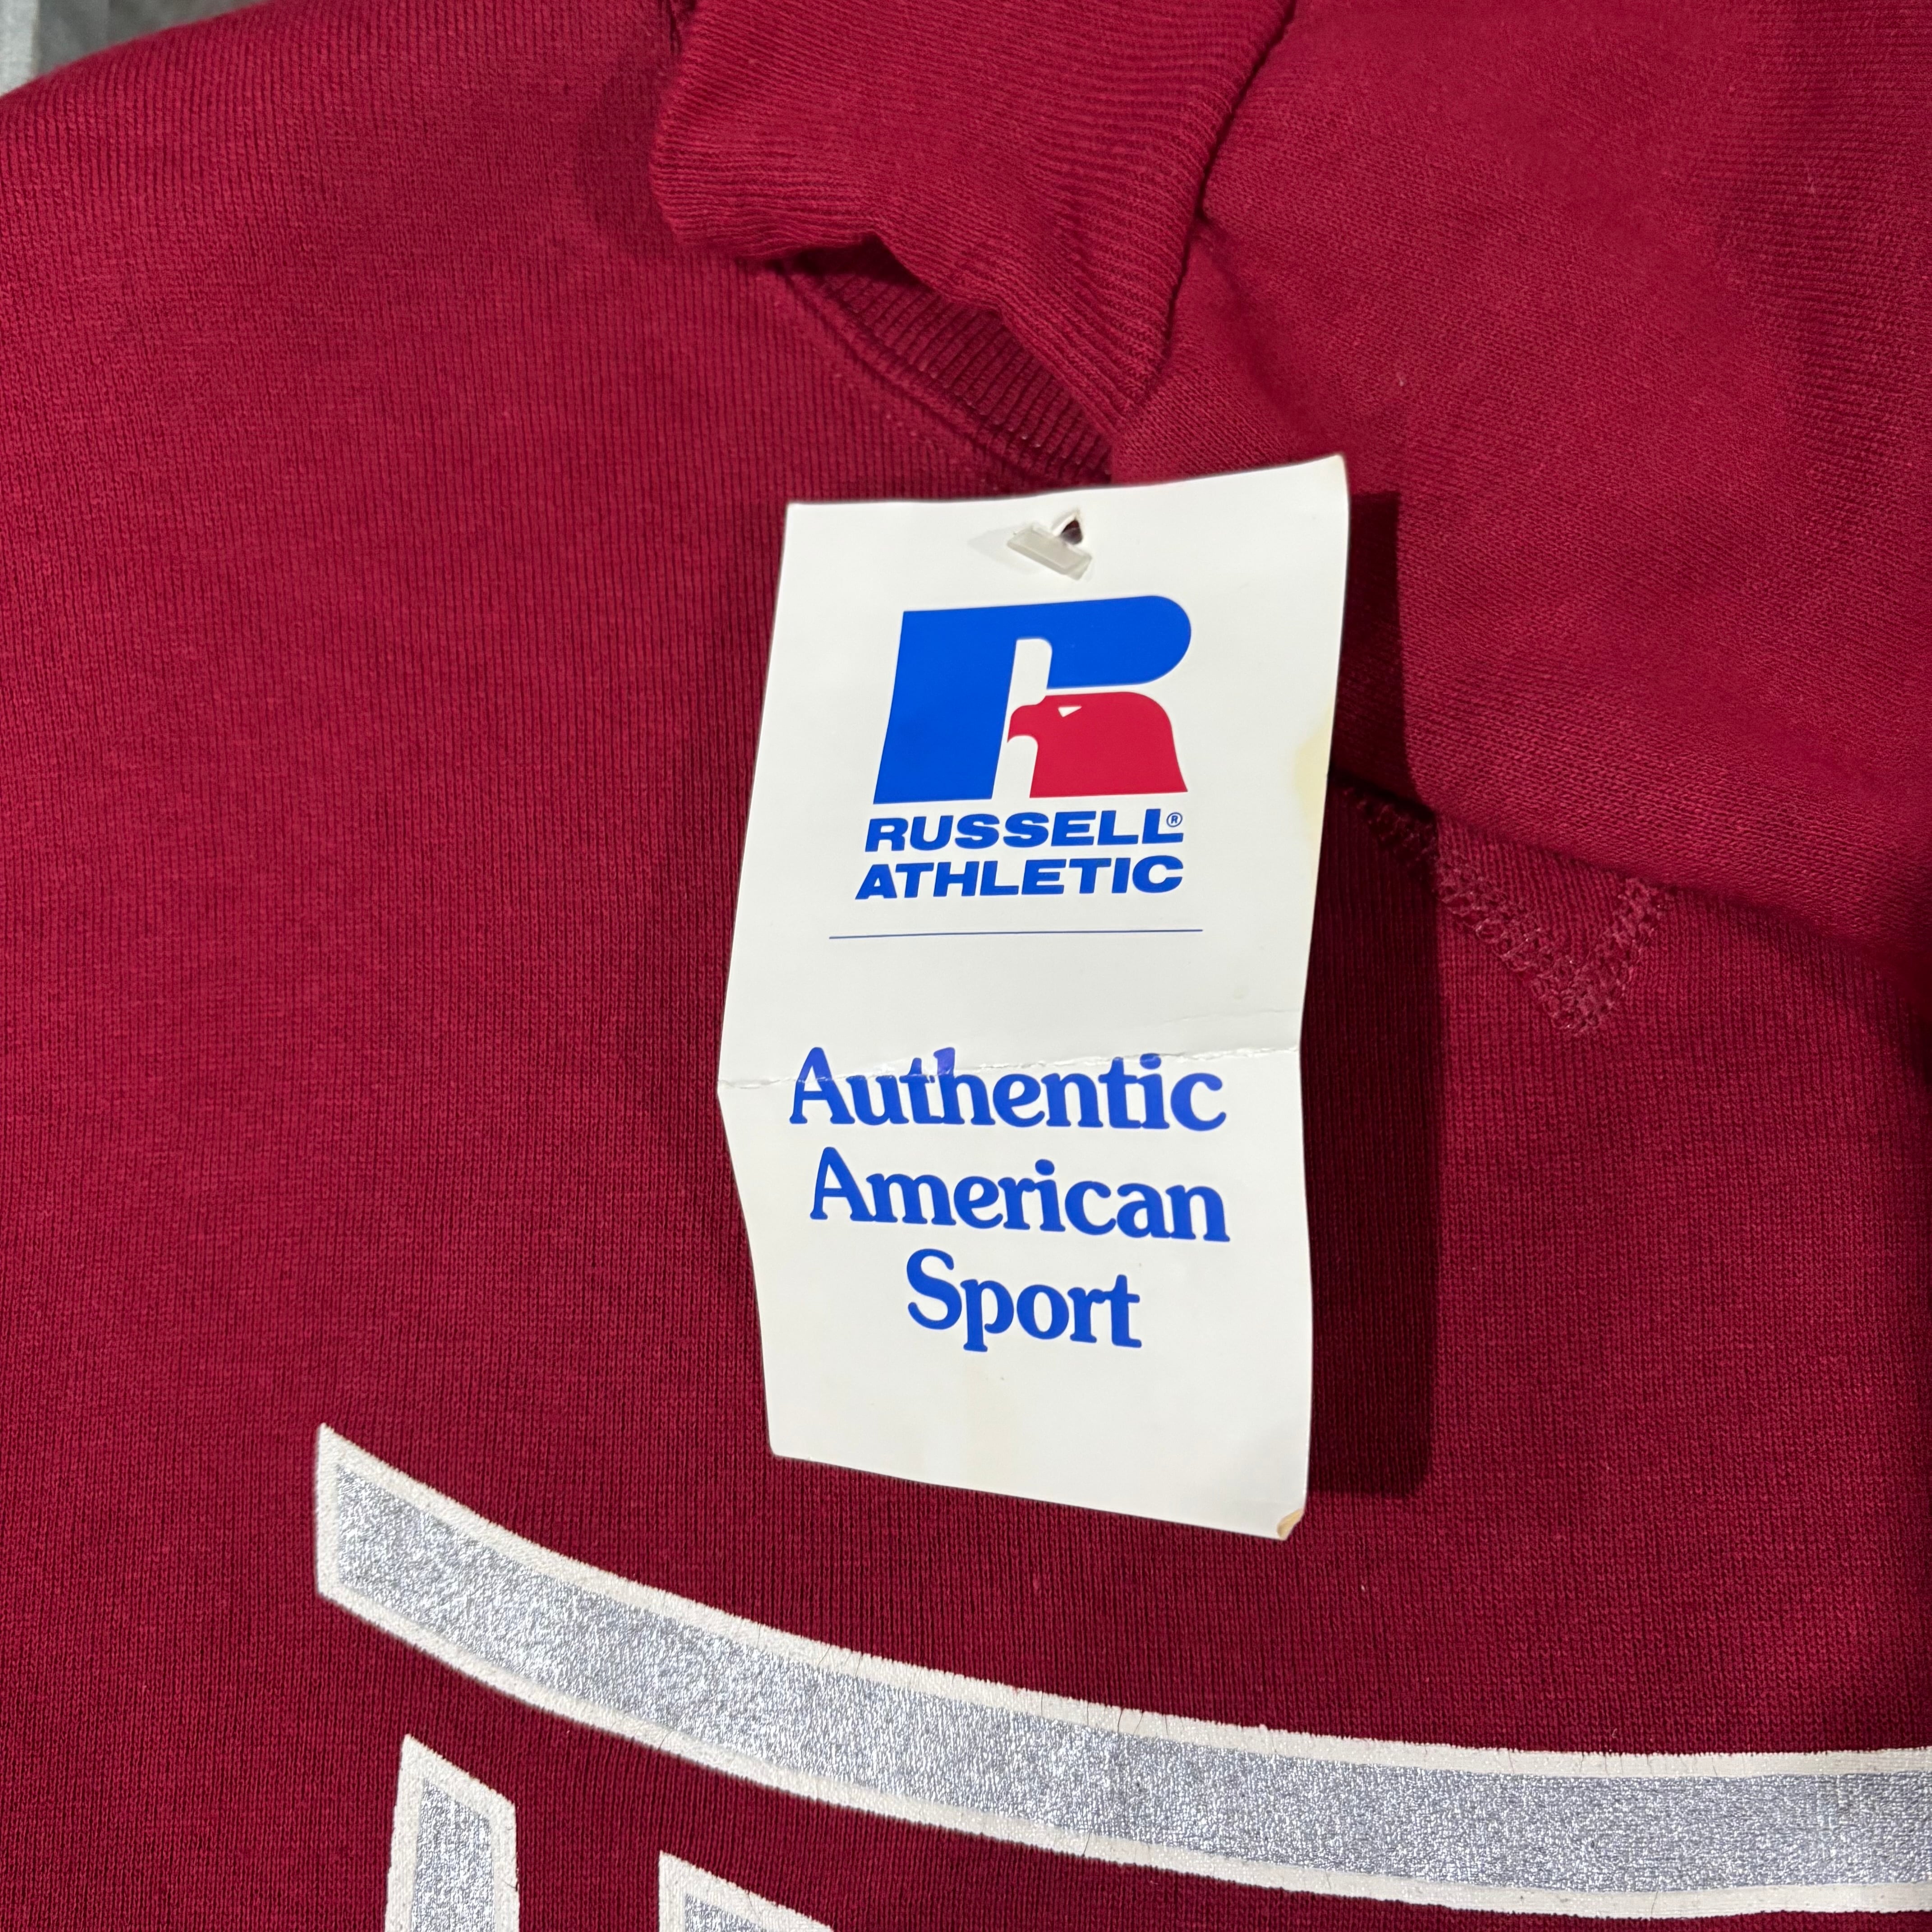 RUSSELL®
ATHLETIC
Authentic
American
Sport